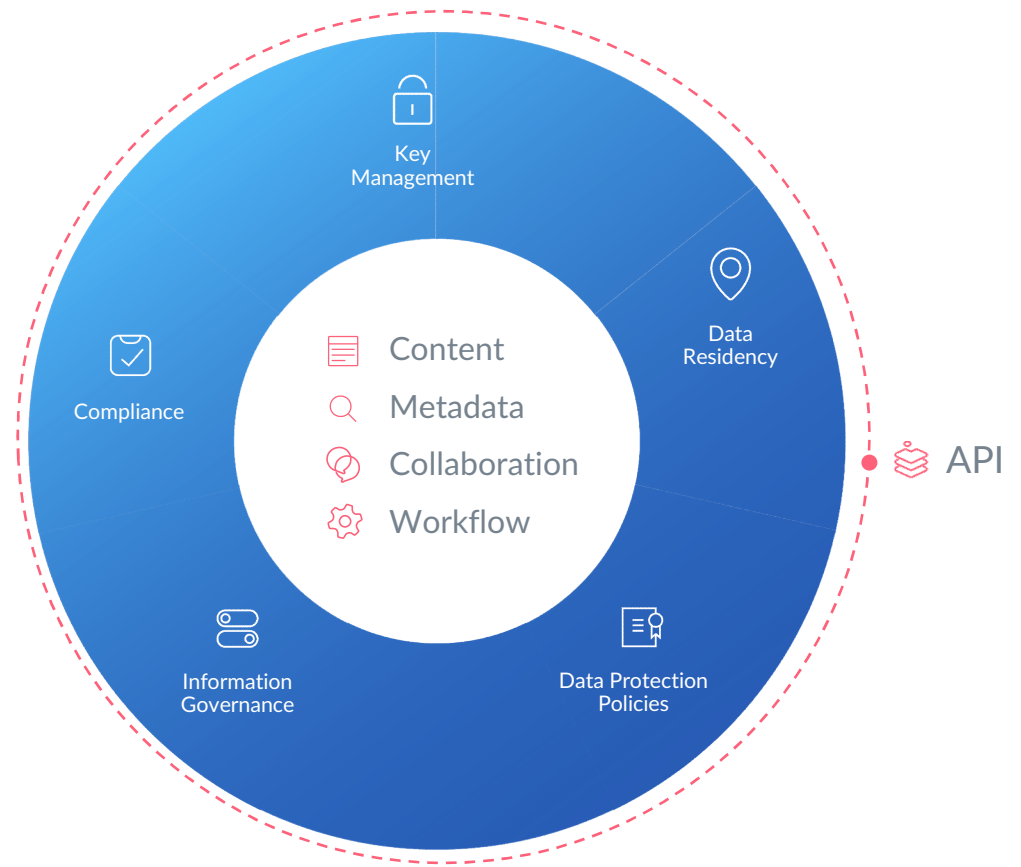 Key
Management
Data
Residency
Content
Metadata
Collaboration
Workflow
Compliance
API
Information
Governance
Data Protection
Policies